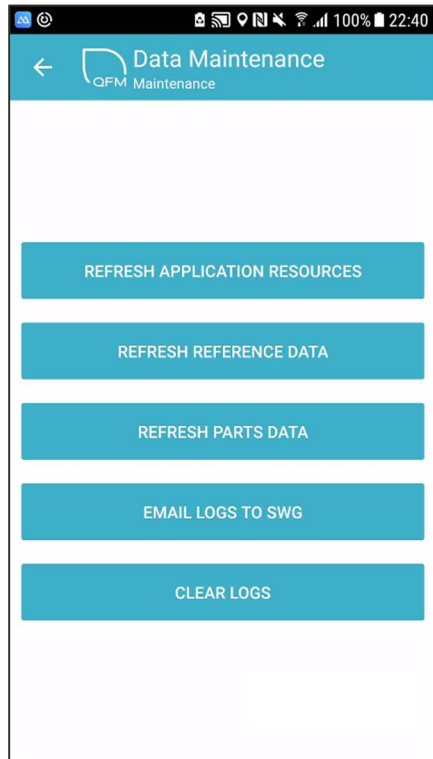 100% 22:40
Data Maintenance
QFM Maintenance
REFRESH APPLICATION RESOURCES
REFRESH REFERENCE DATA
REFRESH PARTS DATA
EMAIL LOGS TO SWG
CLEAR LOGS